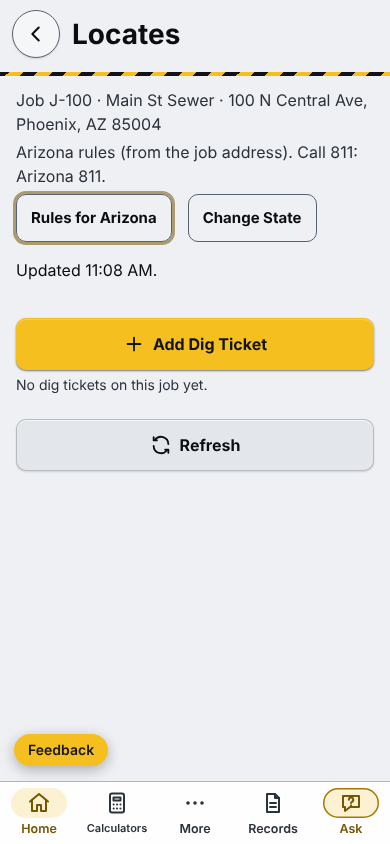 Locates
Job J-100 · Main St Sewer · 100 N Central Ave,
Phoenix, AZ 85004
Arizona rules (from the job address). Call 811:
Arizona 811.
Rules for Arizona
Change State
Updated 11:08 AM.
Add Dig Ticket
No dig tickets on this job yet.
Refresh
Feedback
Home
Calculators
More
Records
Ask